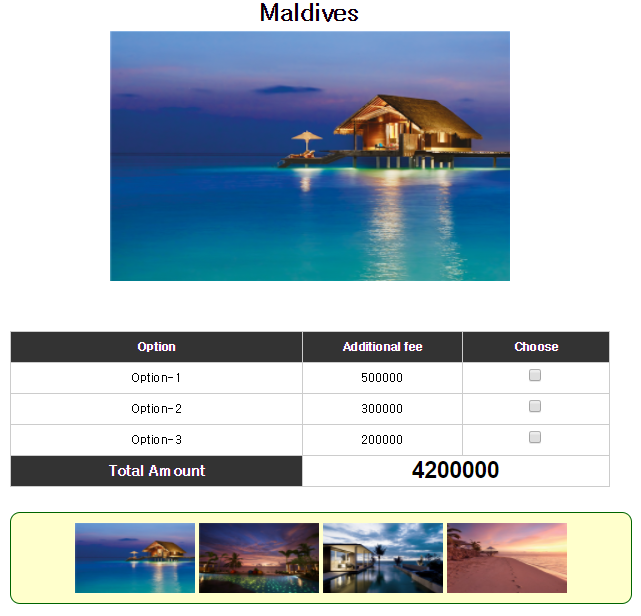 Maldives
Option Additional fee Choose
Option-1 500000
Option-2 300000
Option-3 200000
Total Amount 4200000